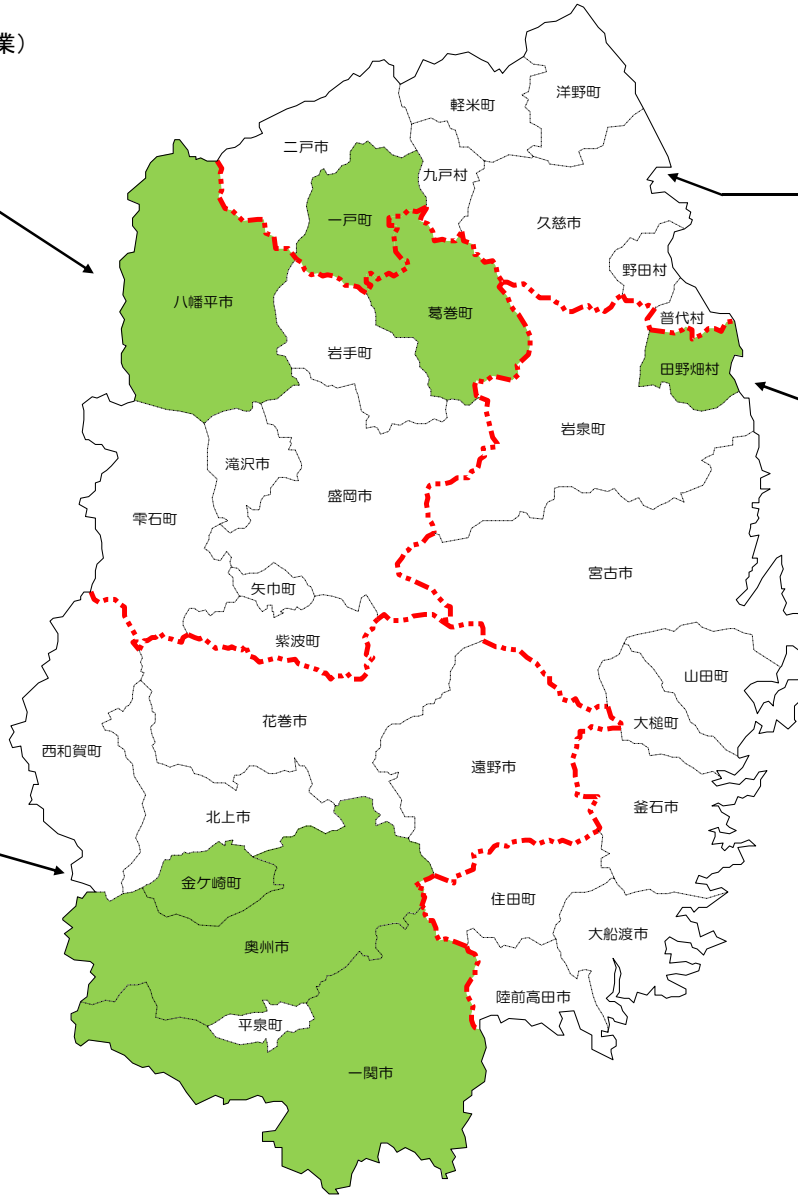 業）
洋野町
軽米町
二戸市
九戸村
一戸町
久慈市
野田村
八幡平市
葛巻町
普代村
岩手町
田野畑村
岩泉町
滝沢市
盛岡市
雫石町
宮古市
矢巾町
紫波町
山田町
花巻市
大槌町
西和賀町
遠野市
釜石市
北上市
金ケ崎町
住田町
大船渡市
奥州市
陸前高田市
平泉町
一関市